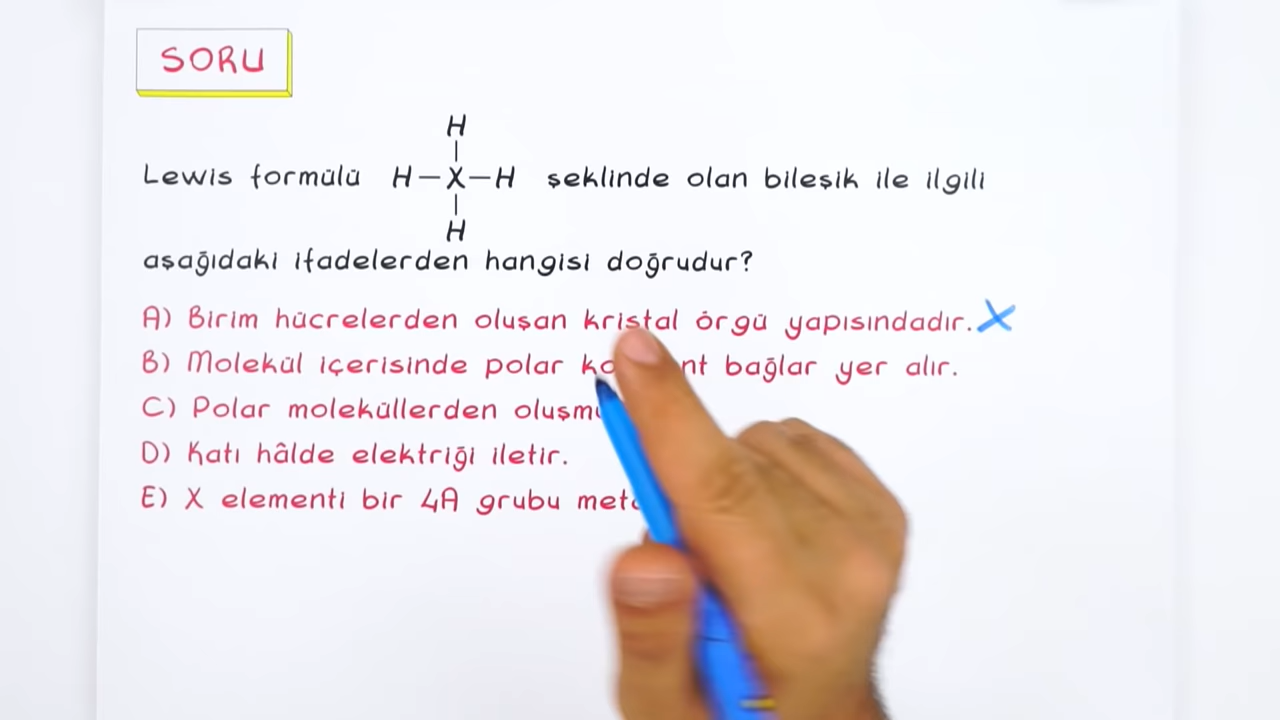 SORU
H
|
Lewis formülü H-X-H şeklinde olan bileşik ile ilgili
|
H
aşağıdaki ifadelerden hangisi doğrudur?
A) Birim hücrelerden oluşan kristal örgü yapısındadır. X
B) Molekül içerisinde polar bağlar yer alır.
C) Polar moleküllerden
D) Katı hâlde elektriği iletir.
E) X elementi bir 4A grubu